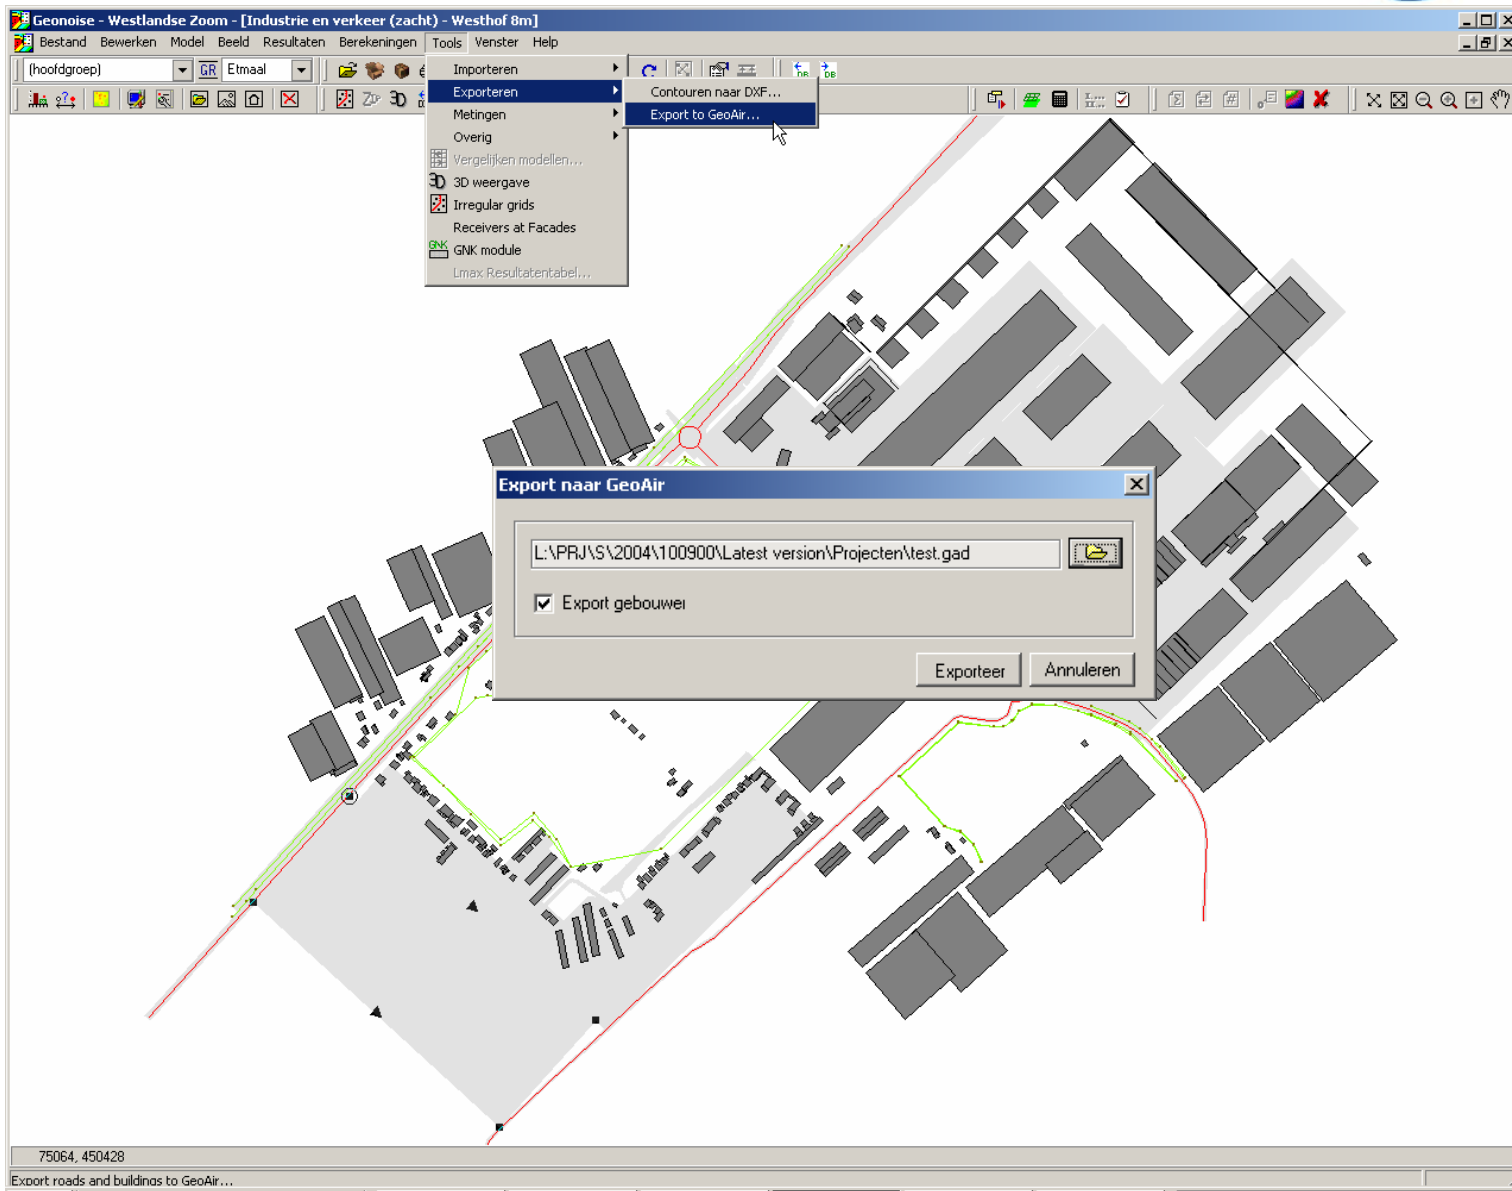 Geonoise - Westlandse Zoom - [Industrie en verkeer (zacht) - Westhof 8m]
Bestand Bewerken Model Beeld Resultaten Berekeningen Tools Venster Help
(hoofdgroep) GR Etmaal
Importeren
Exporteren
Metingen
Overig
Vergelijken modellen...
3D weergave
Irregular grids
Receivers at Facades
GNK GNK module
Lmax Resultatentabel...
Contouren naar DXF...
Export to GeoAir...
Export naar GeoAir
L:\PRJ\S\2004\100900\Latest version\Projecten\test.gad
Export gebouwei
Exporteer Annuleren
75064, 450428
Export roads and buildings to GeoAir...